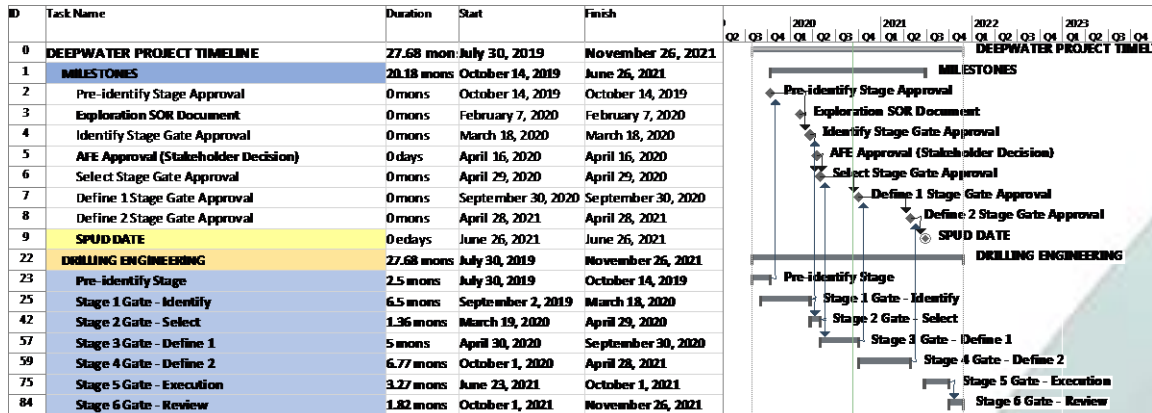 ID Task Name Duration Start Finish
2020 2021 2022 2023
Q2 Q3 Q4 Q1 Q2 Q3 Q4 Q1 Q2 Q3 Q4 Q1 Q2 Q3 Q4 Q1 Q2 Q3 Q4
0 DEEPWATER PROJECT TIMELINE 27.68 mon July 30, 2019 November 26, 2021 DEEPWATER PROJECT TIMEL
1 MILESTONES 20.18 mons October 14, 2019 June 26, 2021 MILESTONES
2 Pre-identify Stage Approval 0 mons October 14, 2019 October 14, 2019 Pre-identify Stage Approval
3 Exploration SOR Document 0 mons February 7, 2020 February 7, 2020 Exploration SOR Document
4 Identify Stage Gate Approval 0 mons March 18, 2020 March 18, 2020 Identify Stage Gate Approval
5 AFE Approval (Stakeholder Decision) 0 days April 16, 2020 April 16, 2020 AFE Approval (Stakeholder Decision)
6 Select Stage Gate Approval 0 mons April 29, 2020 April 29, 2020 Select Stage Gate Approval
7 Define 1 Stage Gate Approval 0 mons September 30, 2020 September 30, 2020 Define 1 Stage Gate Approval
8 Define 2 Stage Gate Approval 0 mons April 28, 2021 April 28, 2021 Define 2 Stage Gate Approval
9 SPUD DATE 0 edays June 26, 2021 June 26, 2021 SPUD DATE
22 DRILLING ENGINEERING 27.68 mons July 30, 2019 November 26, 2021 DRILLING ENGINEERING
23 Pre-identify Stage 2.5 mons July 30, 2019 October 14, 2019 Pre-identify Stage
25 Stage 1 Gate - Identify 6.5 mons September 2, 2019 March 18, 2020 Stage 1 Gate - Identify
42 Stage 2 Gate - Select 1.36 mons March 19, 2020 April 29, 2020 Stage 2 Gate - Select
57 Stage 3 Gate - Define 1 5 mons April 30, 2020 September 30, 2020 Stage 3 Gate - Define 1
59 Stage 4 Gate - Define 2 6.77 mons October 1, 2020 April 28, 2021 Stage 4 Gate - Define 2
75 Stage 5 Gate - Execution 3.27 mons June 23, 2021 October 1, 2021 Stage 5 Gate - Execution
84 Stage 6 Gate - Review 1.82 mons October 1, 2021 November 26, 2021 Stage 6 Gate - Review